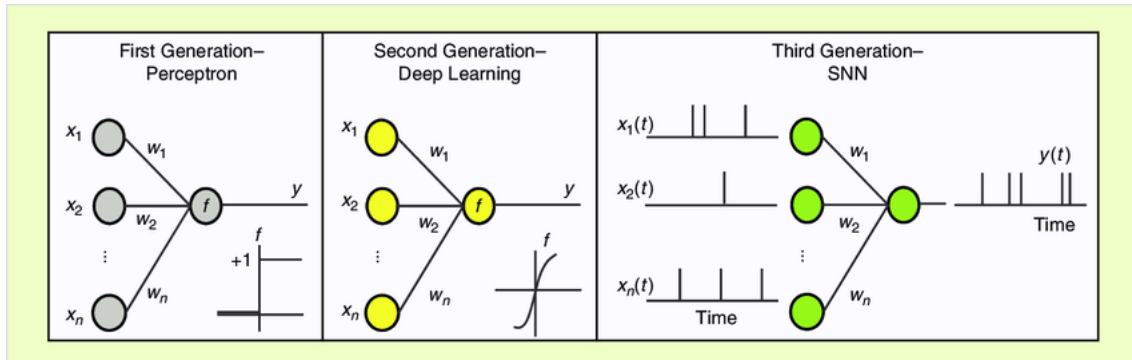 First Generation–
Perceptron
x1
w1
x2
w2
f
y
⋮
f
+1
xn
wn
Second Generation–
Deep Learning
x1
w1
x2
w2
f
y
⋮
f
xn
wn
Third Generation–
SNN
x1(t)
w1
y(t)
x2(t)
w2
Time
⋮
xn(t)
wn
Time